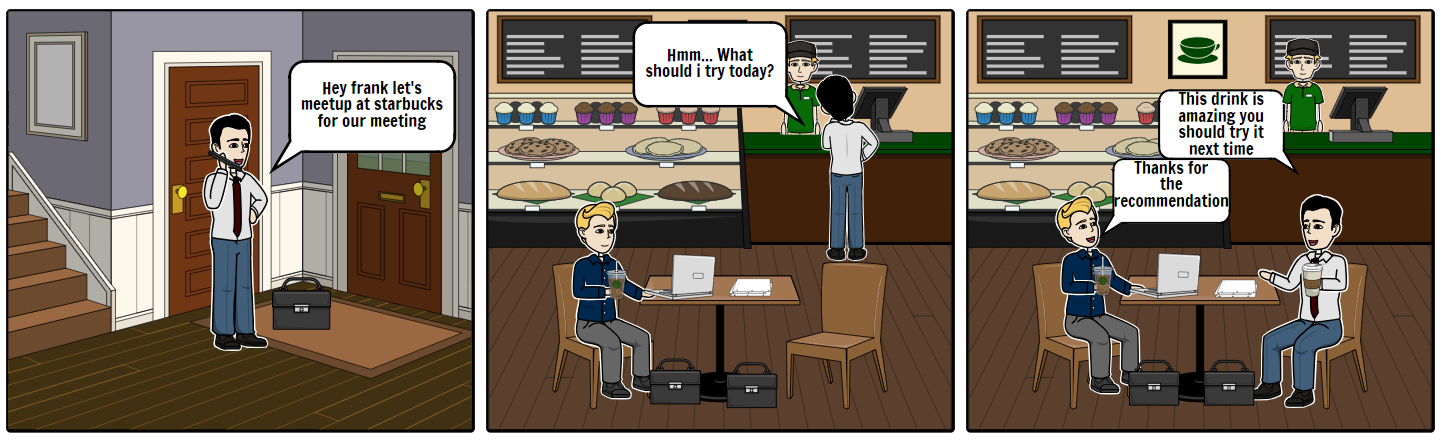 Hey frank let's
meetup at starbucks
for our meeting
Hmm... What
should i try today?
This drink is
amazing you
should try it
next time
Thanks for
the
recommendation